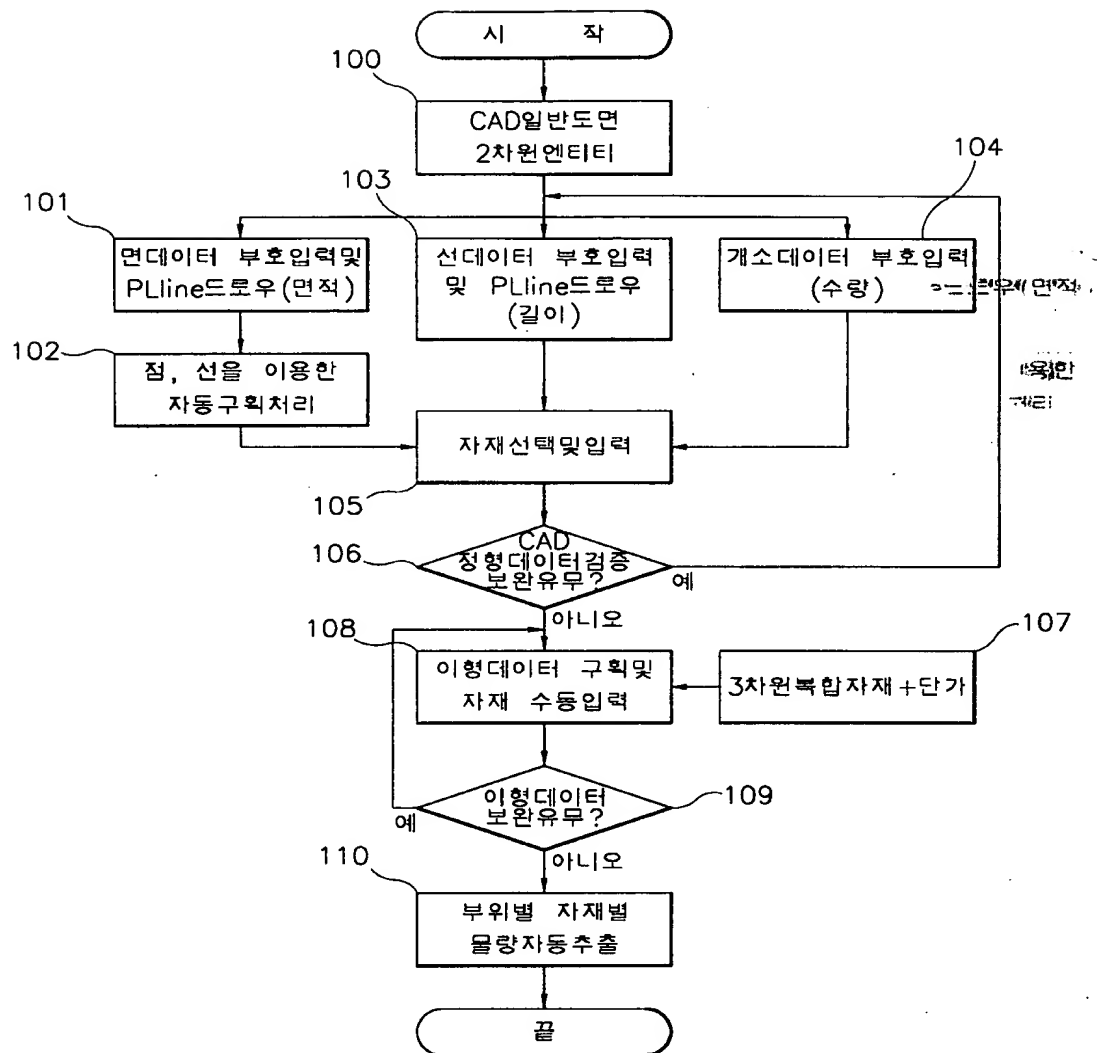 시 작
100
CAD일반도면
2차원엔티티
101
103
104
면데이터 부호입력및
PLline드로우(면적)
선데이터 부호입력
및 PLline드로우
(길이)
개소데이터 부호입력
(수량)
102
점, 선을 이용한
자동구획처리
자재선택및입력
105
106
CAD
정형데이터검증
보완유무?
예
아니오
108
107
이형데이터 구획및
자재 수동입력
3차원복합자재+단가
이형데이터
보완유무?
109
예
아니오
110
부위별 자재별
물량자동추출
끝